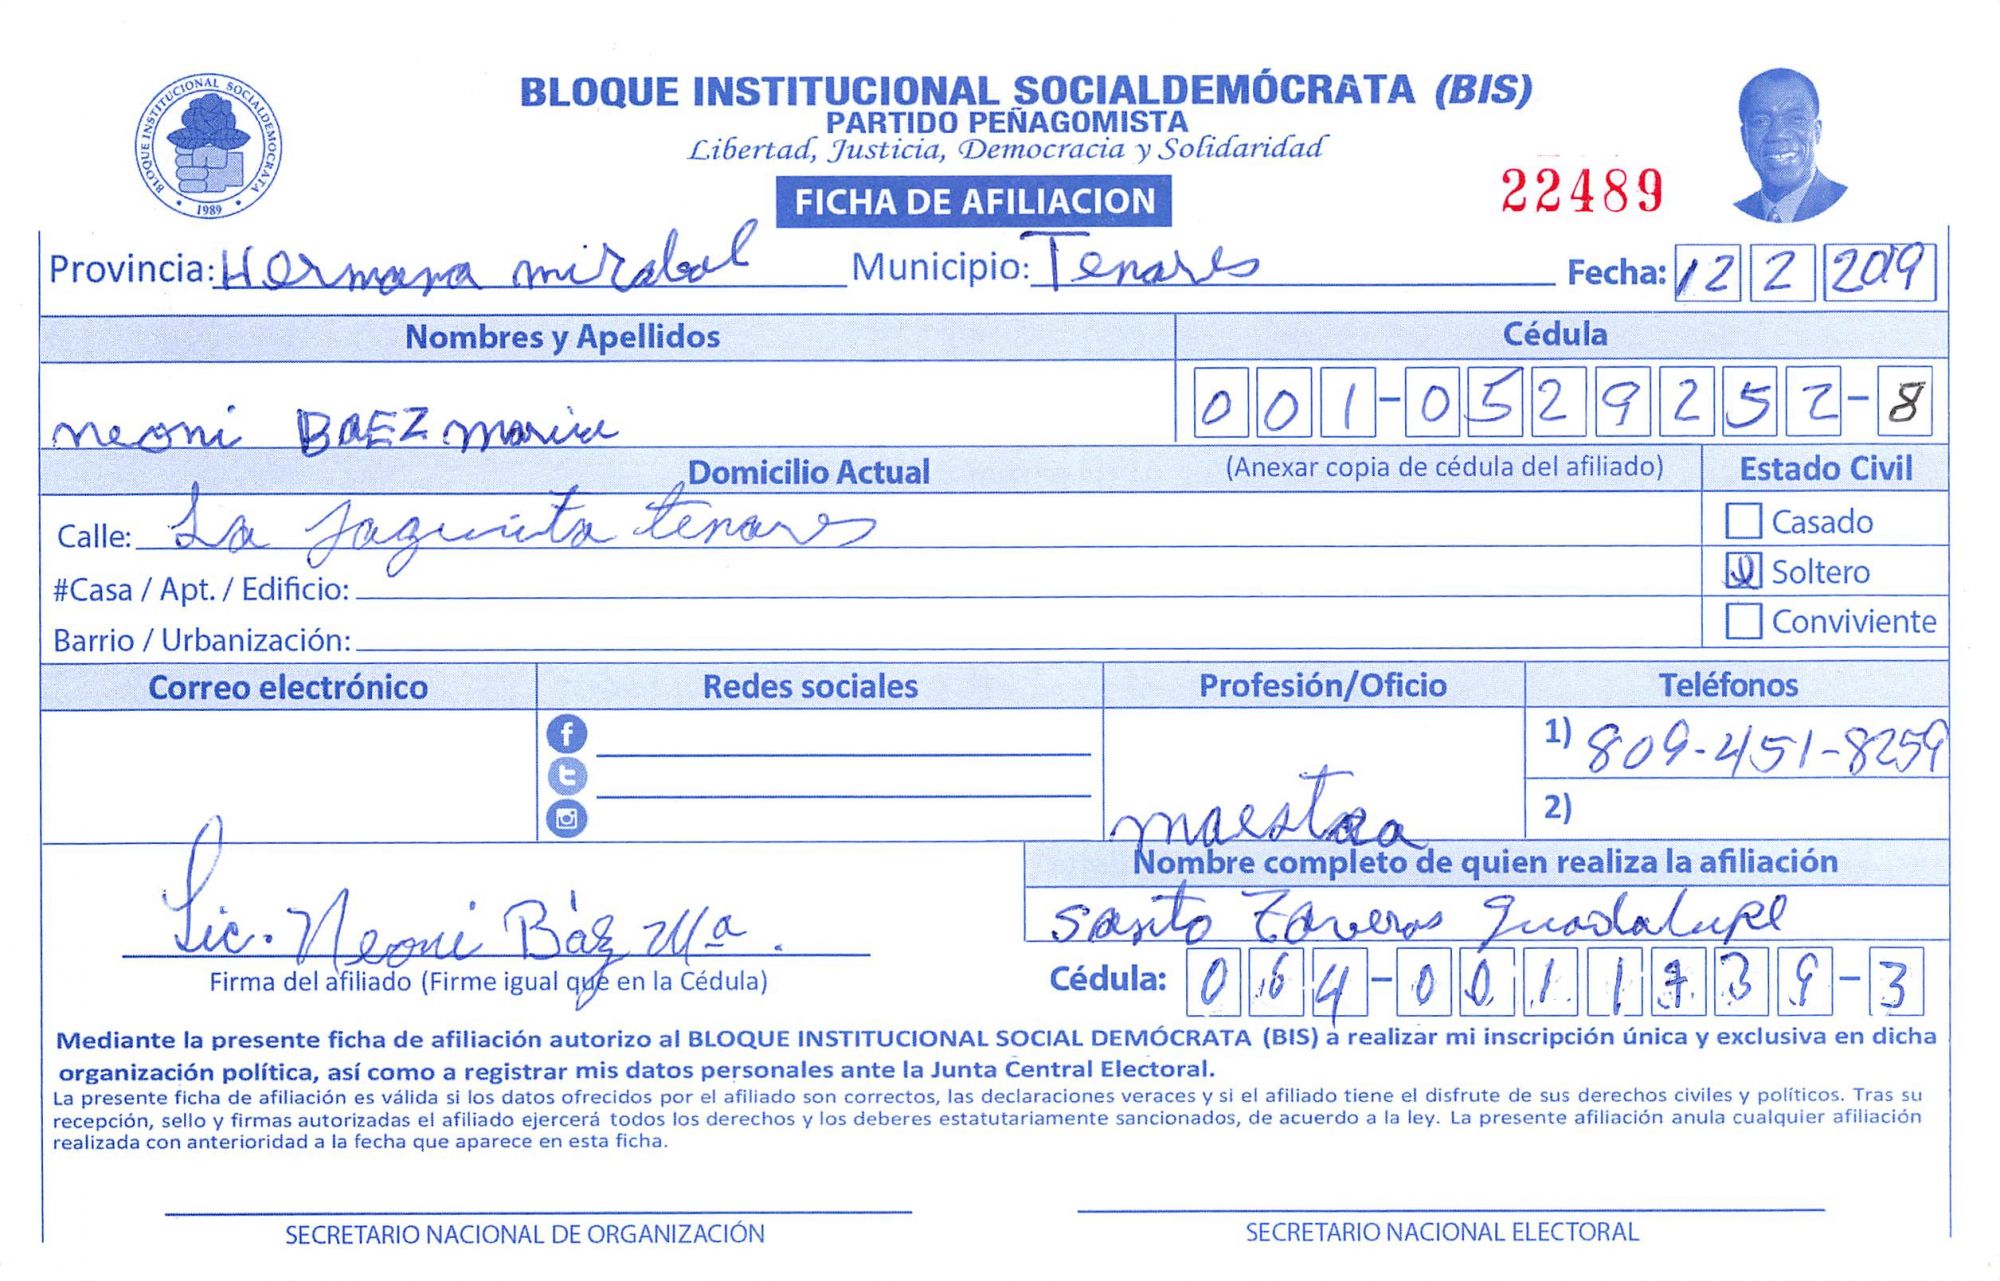 BLOQUE INSTITUCIONAL SOCIALDEMOCRATA
1989
BLOQUE INSTITUCIONAL SOCIALDEMÓCRATA (BIS)
PARTIDO PEÑAGOMISTA
Libertad, Justicia, Democracia y Solidaridad
FICHA DE AFILIACION
22489
Provincia: Hermana mirabal Municipio: Tenares Fecha: 12 2 2019
Nombres y Apellidos Cédula
neoni BAEZ maria 001-0529252-8
Domicilio Actual (Anexar copia de cédula del afiliado) Estado Civil
Calle: La Jaguita tenares Casado
#Casa / Apt. / Edificio: Soltero
Barrio / Urbanización: Conviviente
Correo electrónico Redes sociales Profesión/Oficio Teléfonos
1) 809-451-8259
maestra 2)
Nombre completo de quien realiza la afiliación
Lic. Neoni Báez Mª. Santo Taveras Guadalupe
Firma del afiliado (Firme igual que en la Cédula) Cédula: 064-0011739-3
Mediante la presente ficha de afiliación autorizo al BLOQUE INSTITUCIONAL SOCIAL DEMÓCRATA (BIS) a realizar mi inscripción única y exclusiva en dicha
organización política, así como a registrar mis datos personales ante la Junta Central Electoral.
La presente ficha de afiliación es válida si los datos ofrecidos por el afiliado son correctos, las declaraciones veraces y si el afiliado tiene el disfrute de sus derechos civiles y políticos. Tras su
recepción, sello y firmas autorizadas el afiliado ejercerá todos los derechos y los deberes estatutariamente sancionados, de acuerdo a la ley. La presente afiliación anula cualquier afiliación
realizada con anterioridad a la fecha que aparece en esta ficha.
SECRETARIO NACIONAL DE ORGANIZACIÓN SECRETARIO NACIONAL ELECTORAL